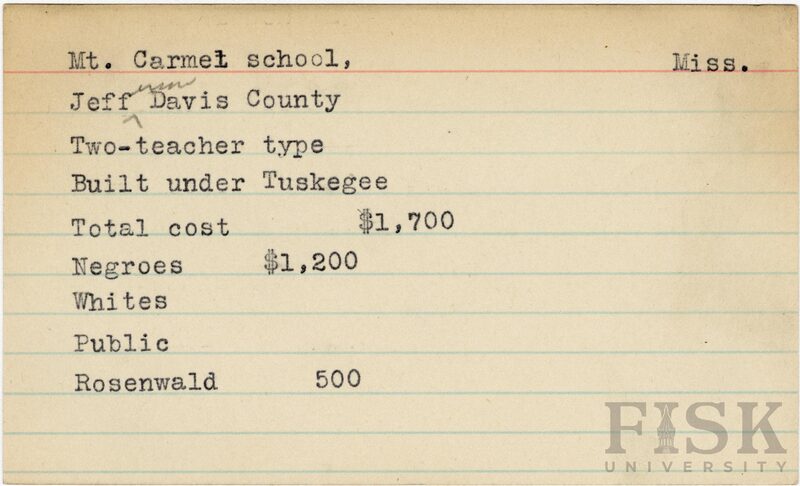 Mt. Carmel school, Miss.
Jefferson Davis County
Two-teacher type
Built under Tuskegee
Total cost $1,700
Negroes $1,200
Whites
Public
Rosenwald 500
FISK
UNIVERSITY